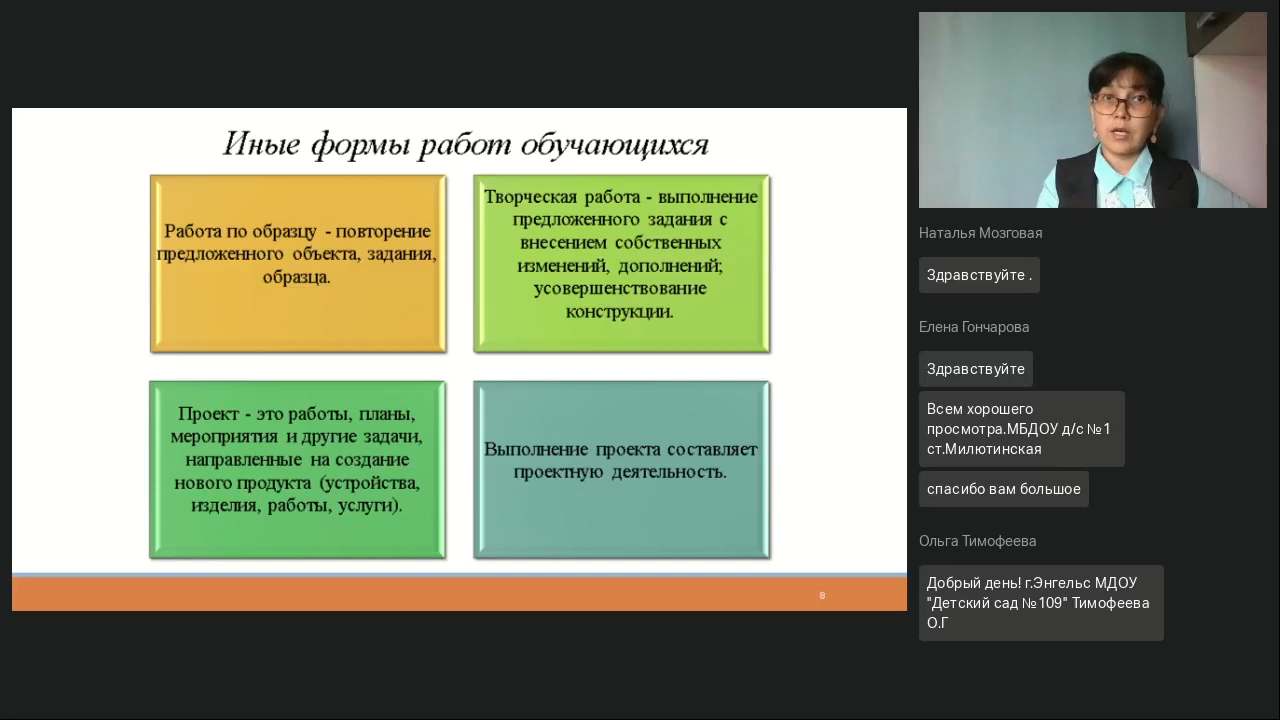 Иные формы работ обучающихся
Работа по образцу - повторение
предложенного объекта, задания,
образца.
Творческая работа - выполнение
предложенного задания с
внесением собственных
изменений, дополнений;
усовершенствование
конструкции.
Проект - это работы, планы,
мероприятия и другие задачи,
направленные на создание
нового продукта (устройства,
изделия, работы, услуги).
Выполнение проекта составляет
проектную деятельность.
8
Наталья Мозговая
Здравствуйте .
Елена Гончарова
Здравствуйте
Всем хорошего
просмотра.МБДОУ д/с №1
ст.Милютинская
спасибо вам большое
Ольга Тимофеева
Добрый день! г.Энгельс МДОУ
"Детский сад №109" Тимофеева
О.Г